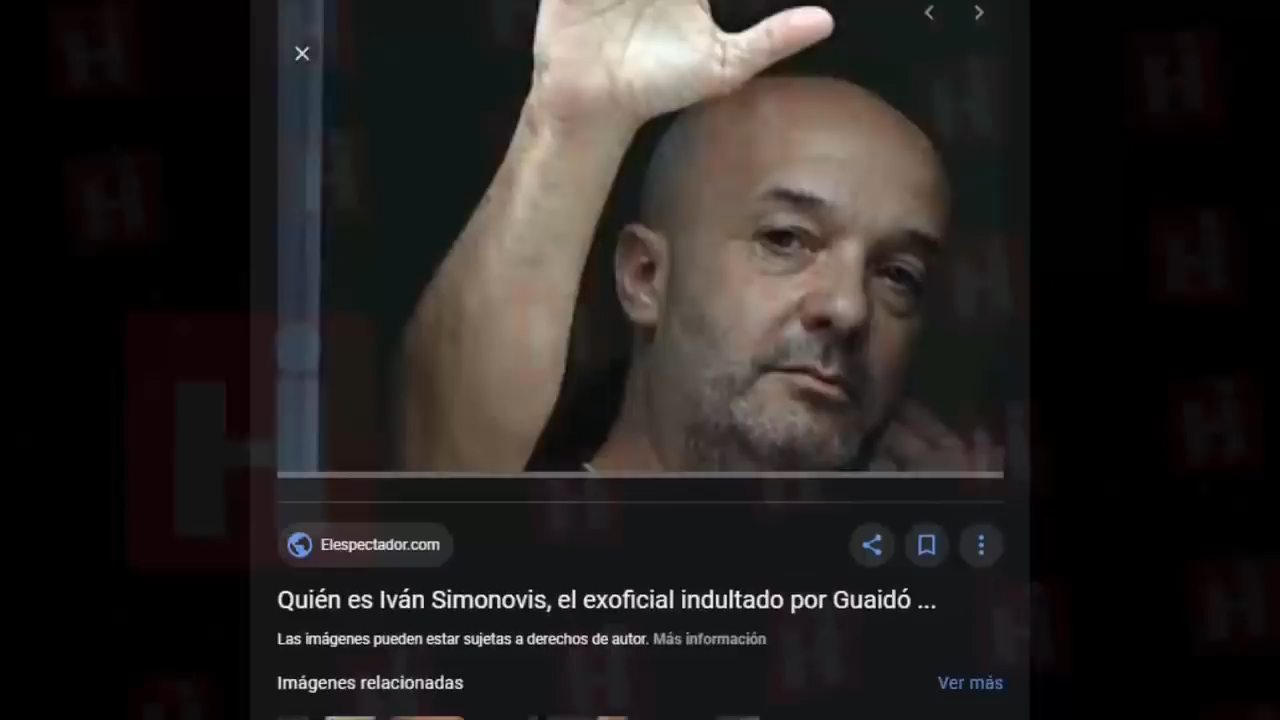 Elespectador.com
Quién es Iván Simonovis, el exoficial indultado por Guaidó ...
Las imágenes pueden estar sujetas a derechos de autor. Más información
Imágenes relacionadas Ver más